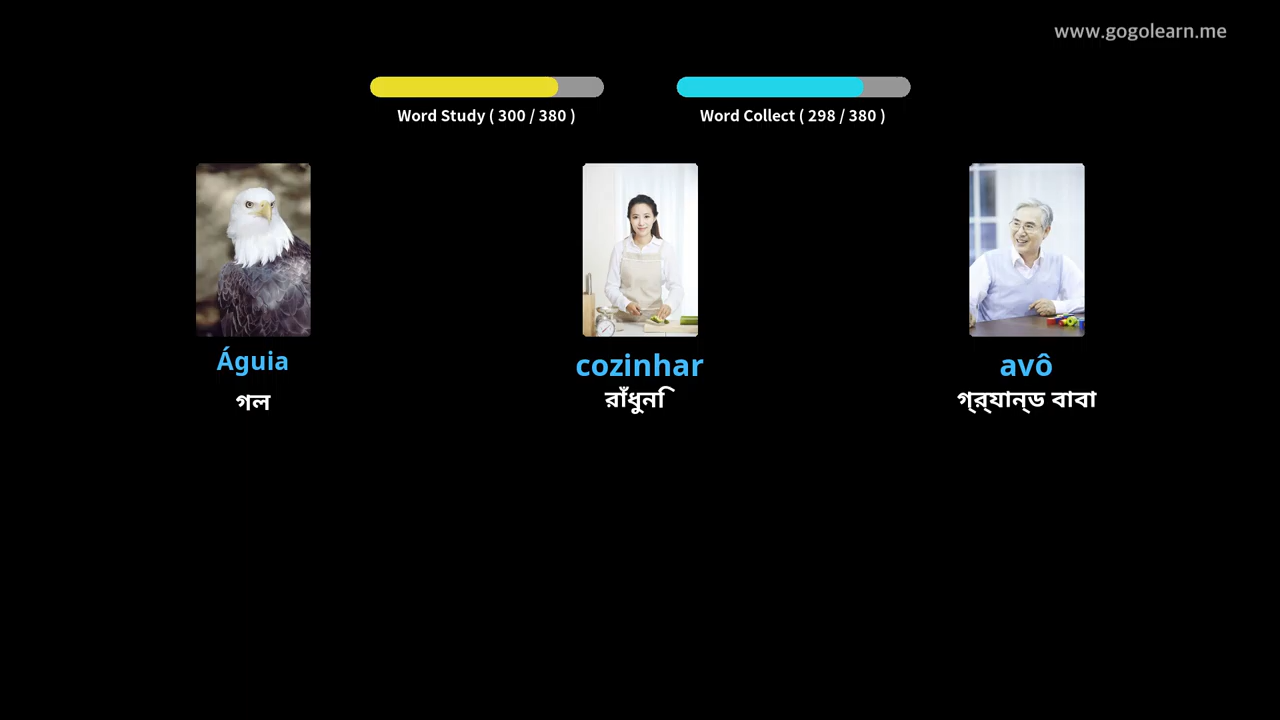 www.gogolearn.me
Word Study ( 300 / 380 )
Word Collect ( 298 / 380 )
Águia
cozinhar
avô
গল
রাঁধুনি
গ্র্যান্ড বাবা